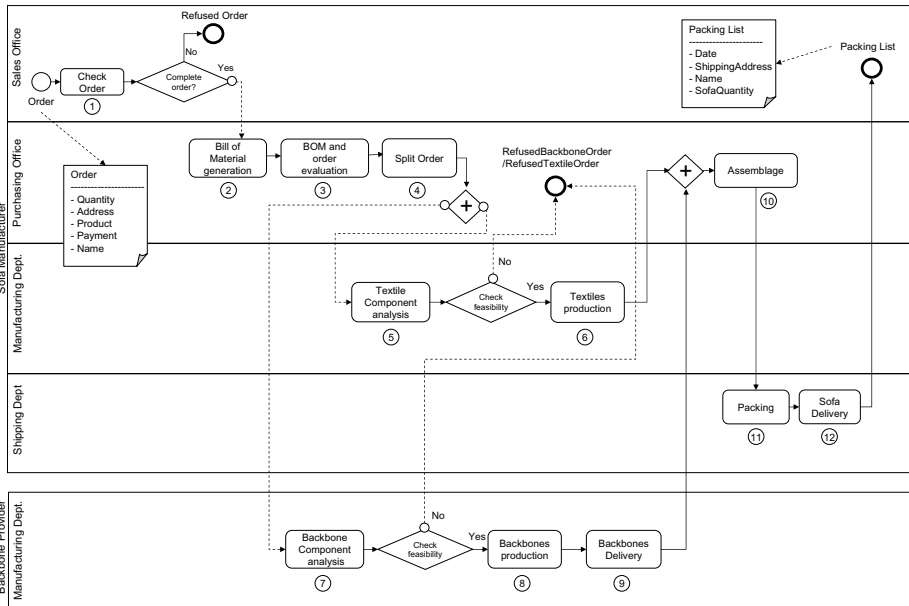 Sofa Manufacturer
Sales Office
Refused Order
No
Yes
Check
Order
Complete
order?
1
Order
Packing List
----------------------
- Date
- ShippingAddress
- Name
- SofaQuantity
Packing List
Purchasing Office
Order
----------------------
- Quantity
- Address
- Product
- Payment
- Name
Bill of
Material
generation
2
BOM and
order
evaluation
3
Split Order
4
RefusedBackboneOrder
/RefusedTextileOrder
Assemblage
10
Manufacturing Dept.
Textile
Component
analysis
5
No
Check
feasibility
Yes
Textiles
production
6
Shipping Dept
Packing
11
Sofa
Delivery
12
Backbone Provider
Manufacturing Dept.
Backbone
Component
analysis
7
No
Check
feasibility
Yes
Backbones
production
8
Backbones
Delivery
9